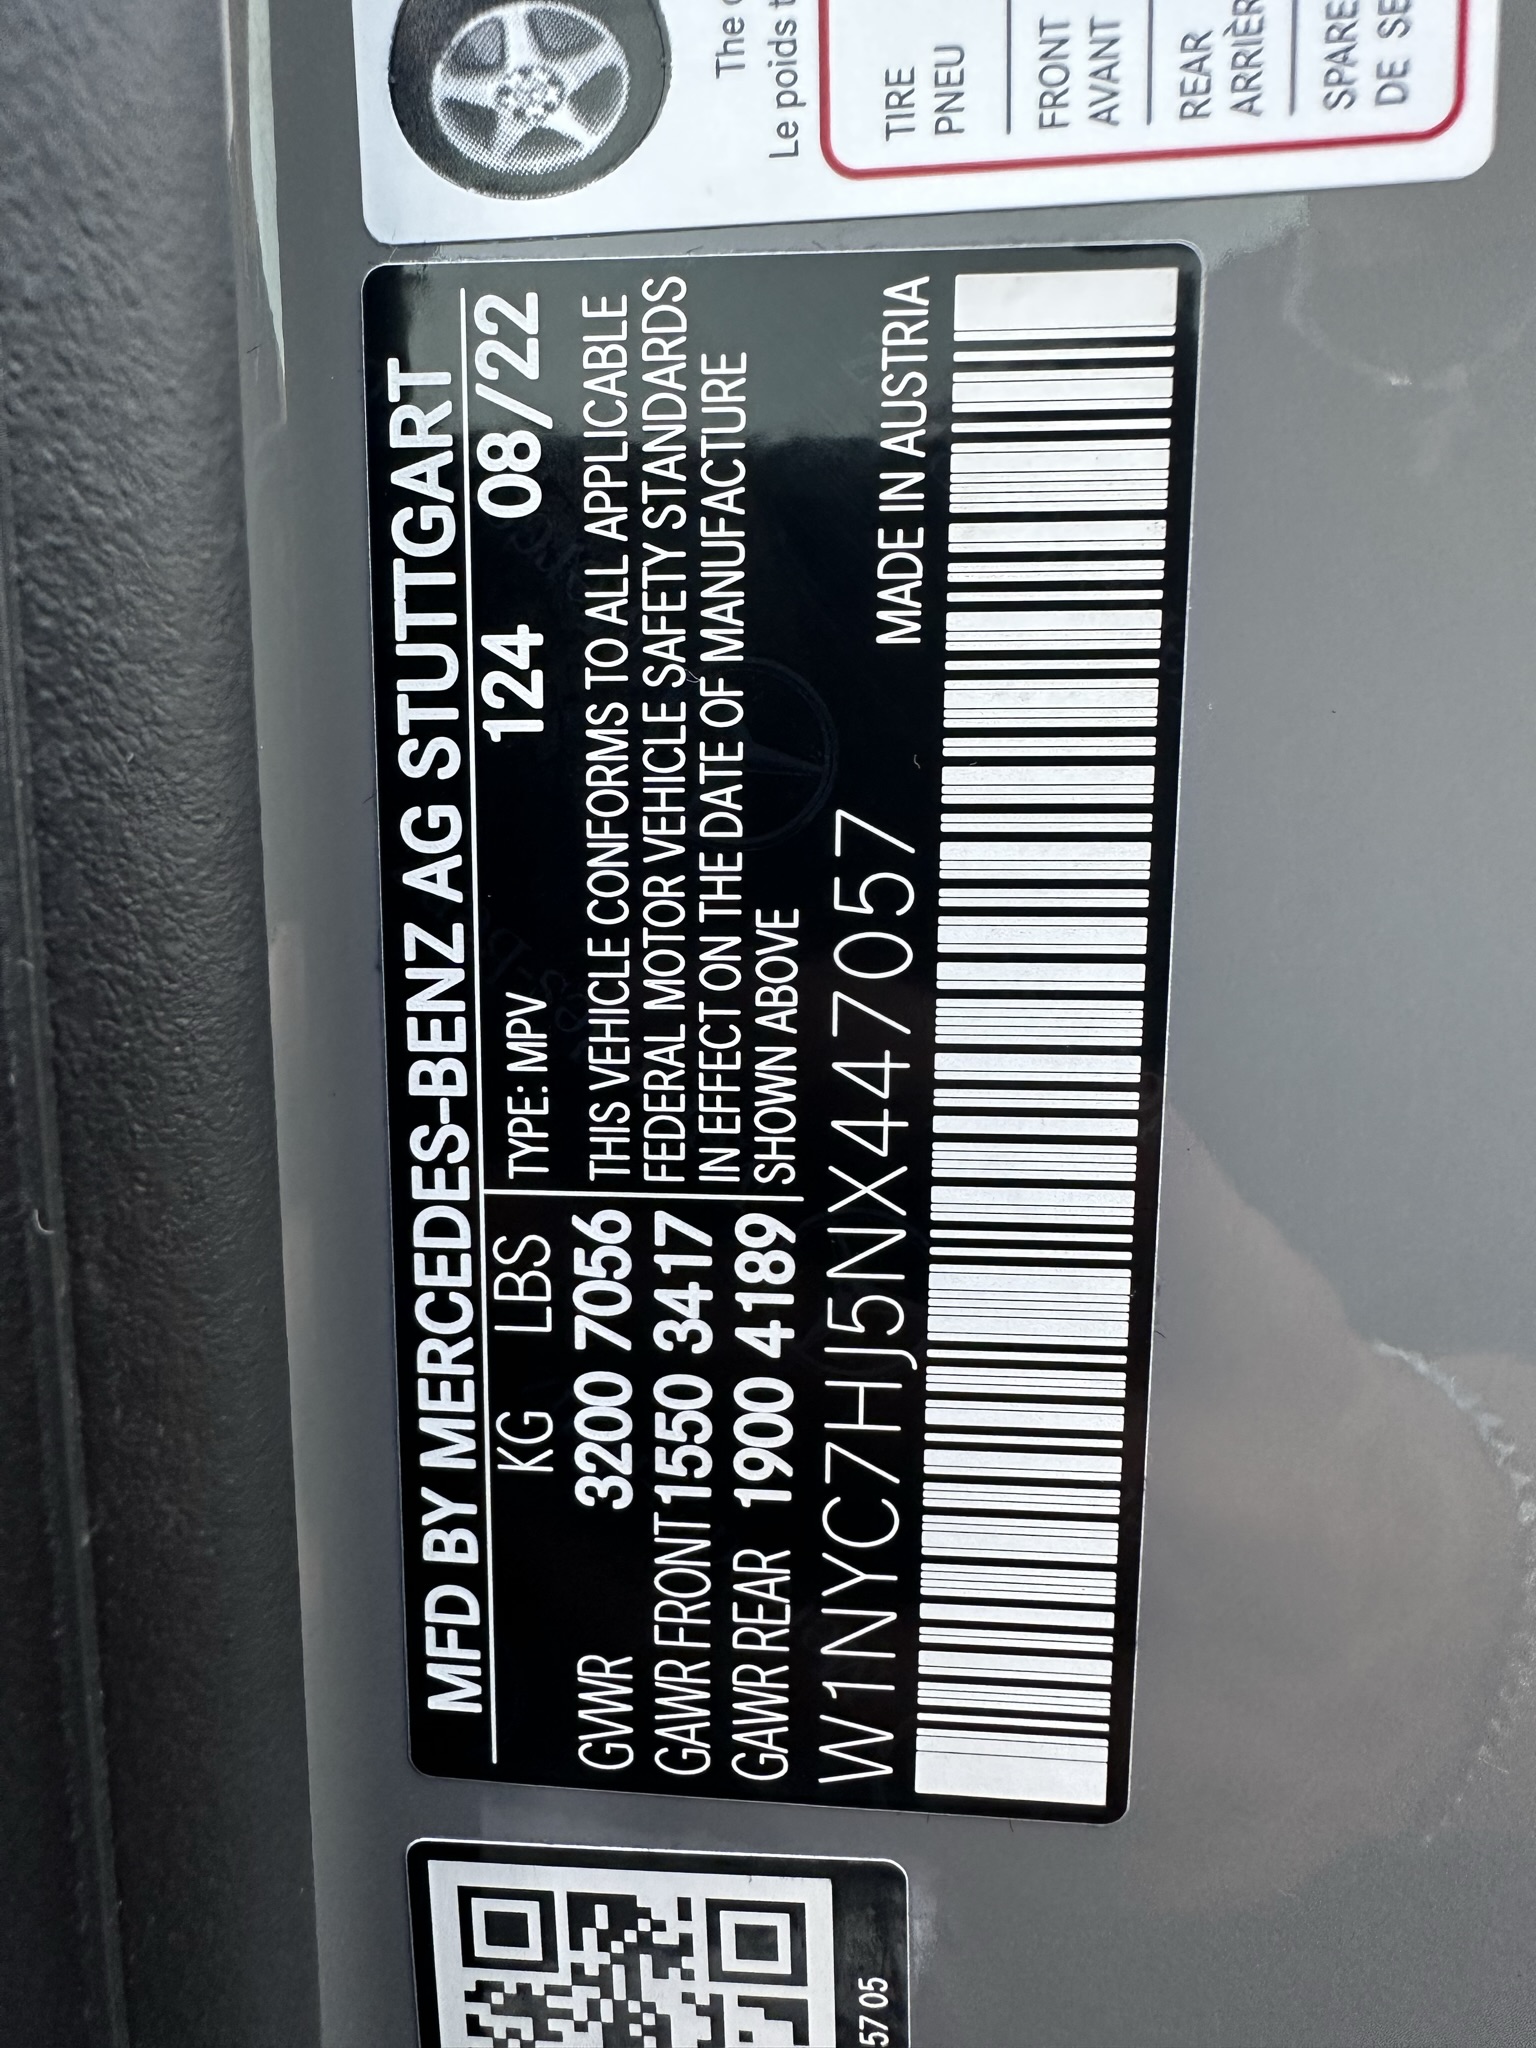 MFD BY MERCEDES-BENZ AG STUTTGART
KG LBS
TYPE: MPV 124 08/22
GVWR 3200 7056
GAWR FRONT 1550 3417
GAWR REAR 1900 4189
THIS VEHICLE CONFORMS TO ALL APPLICABLE
FEDERAL MOTOR VEHICLE SAFETY STANDARDS
IN EFFECT ON THE DATE OF MANUFACTURE
SHOWN ABOVE
W1NYC7HJ5NX447057
MADE IN AUSTRIA
The
Le poids
TIRE
PNEU
FRONT
AVANT
REAR
ARRIÈR
SPARE
DE SE
57 05